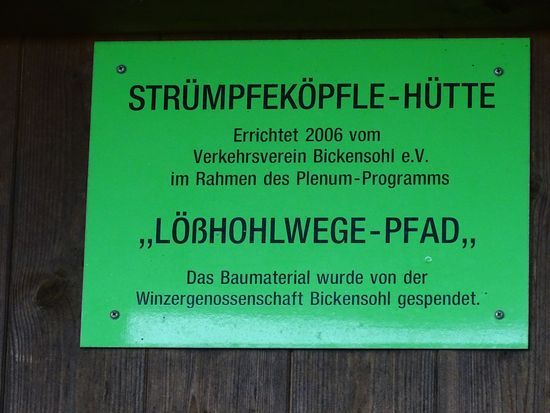 STRÜMPFEKÖPFLE-HÜTTE
Errichtet 2006 vom
Verkehrsverein Bickensohl e.V.
im Rahmen des Plenum-Programms
„LÖßHOHLWEGE-PFAD„
Das Baumaterial wurde von der
Winzergenossenschaft Bickensohl gespendet.